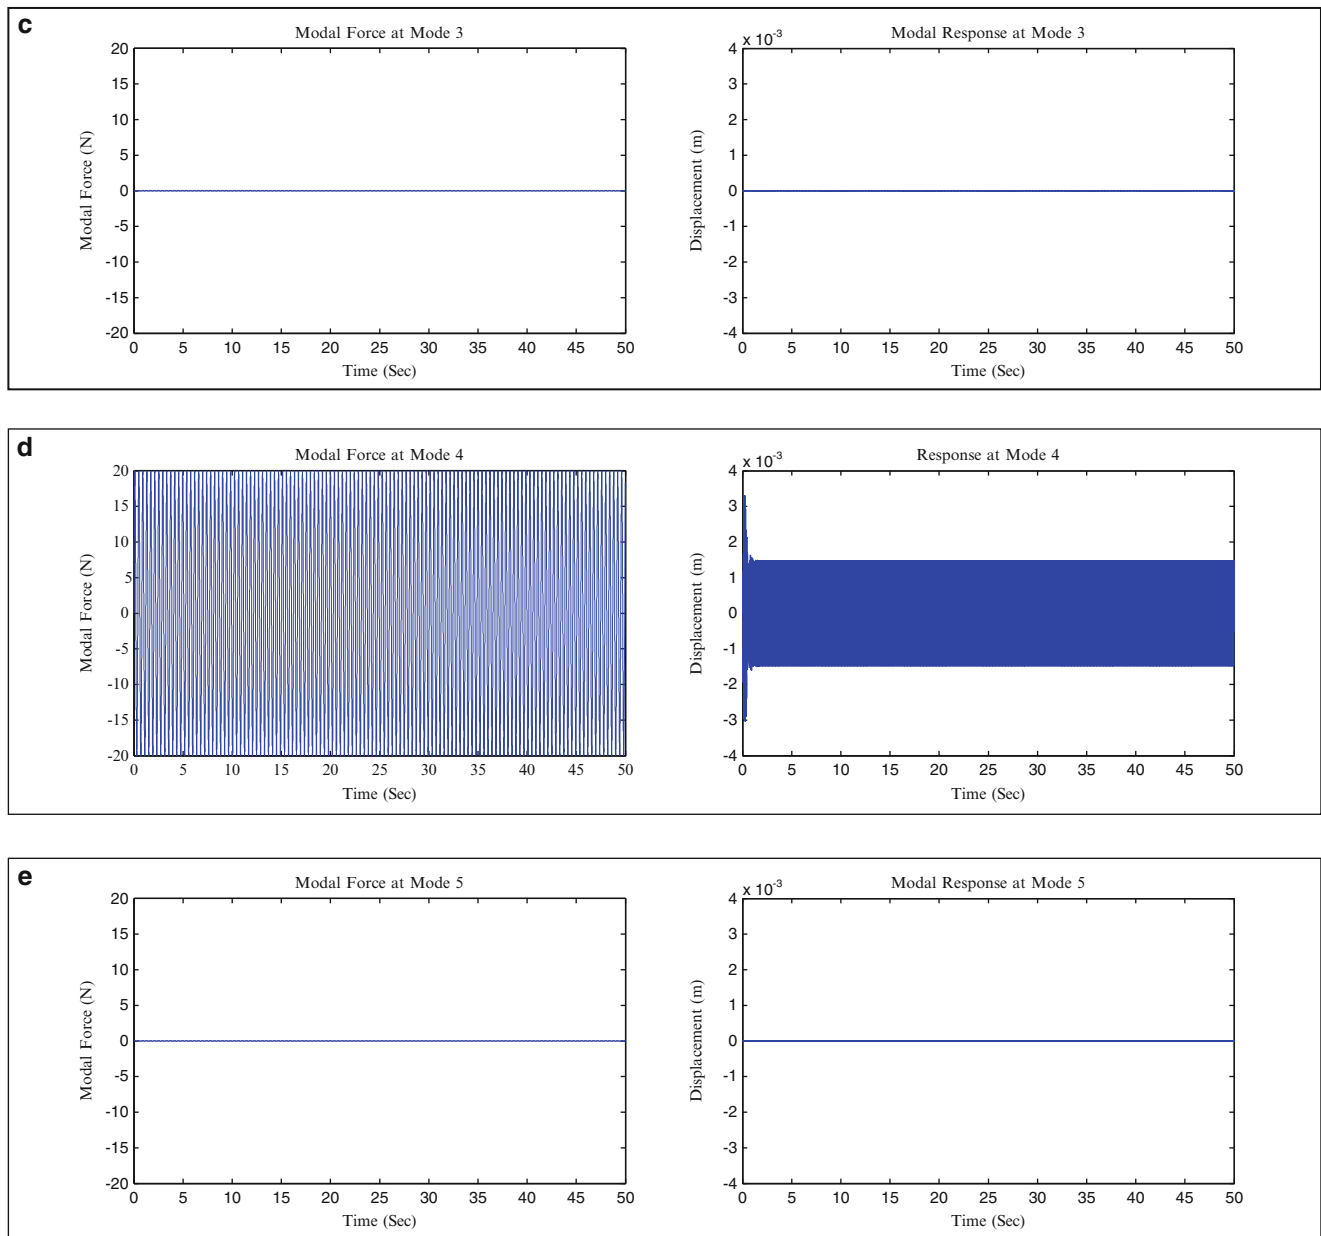 c
Modal Force at Mode 3
Modal Force (N)
20
15
10
5
0
-5
-10
-15
-20
0 5 10 15 20 25 30 35 40 45 50
Time (Sec)
Modal Response at Mode 3
x 10-3
Displacement (m)
4
3
2
1
0
-1
-2
-3
-4
0 5 10 15 20 25 30 35 40 45 50
Time (Sec)
d
Modal Force at Mode 4
Modal Force (N)
20
15
10
5
0
-5
-10
-15
-20
0 5 10 15 20 25 30 35 40 45 50
Time (Sec)
Response at Mode 4
x 10-3
Displacement (m)
4
3
2
1
0
-1
-2
-3
-4
0 5 10 15 20 25 30 35 40 45 50
Time (Sec)
e
Modal Force at Mode 5
Modal Force (N)
20
15
10
5
0
-5
-10
-15
-20
0 5 10 15 20 25 30 35 40 45 50
Time (Sec)
Modal Response at Mode 5
x 10-3
Displacement (m)
4
3
2
1
0
-1
-2
-3
-4
0 5 10 15 20 25 30 35 40 45 50
Time (Sec)